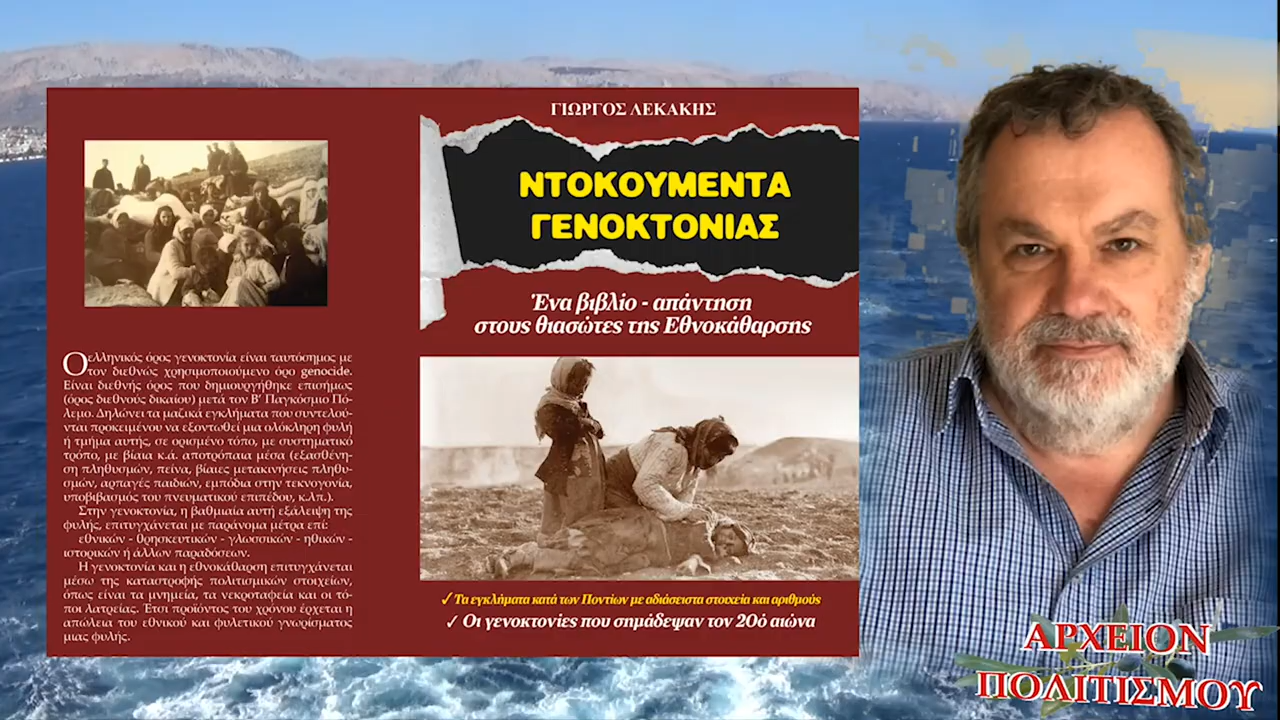 Ο ελληνικός όρος γενοκτονία είναι ταυτόσημος με
τον διεθνώς χρησιμοποιούμενο όρο genocide.
Είναι διεθνής όρος που δημιουργήθηκε επισήμως
(όρος διεθνούς δικαίου) μετά τον Β' Παγκόσμιο Πό-
λεμο. Δηλώνει τα μαζικά εγκλήματα που συντελού-
νται προκειμένου να εξοντωθεί μια ολόκληρη φυλή
ή τμήμα αυτής, σε ορισμένο τόπο, με συστηματικό
τρόπο, με βίαια κ.ά. αποτρόπαια μέσα (εξασθένη-
ση πληθυσμών, πείνα, βίαιες μετακινήσεις πληθυ-
σμών, αρπαγές παιδιών, εμπόδια στην τεκνογονία,
υποβιβασμός του πνευματικού επιπέδου, κ.λπ.).
Στην γενοκτονία, η βαθμιαία αυτή εξάλειψη της
φυλής, επιτυγχάνεται με παράνομα μέτρα επί:
εθνικών - θρησκευτικών - γλωσσικών - ηθικών -
ιστορικών ή άλλων παραδόσεων.
Η γενοκτονία και η εθνοκάθαρση επιτυγχάνεται
μέσω της καταστροφής πολιτισμικών στοιχείων,
όπως είναι τα μνημεία, τα νεκροταφεία και οι τό-
ποι λατρείας. Έτσι προϊόντος του χρόνου έρχεται η
απώλεια του εθνικού και φυλετικού γνωρίσματος
μιας φυλής.
ΓΙΩΡΓΟΣ ΛΕΚΑΚΗΣ
ΝΤΟΚΟΥΜΕΝΤΑ
ΓΕΝΟΚΤΟΝΙΑΣ
Ένα βιβλίο - απάντηση
στους θιασώτες της Εθνοκάθαρσης
✓ Τα εγκλήματα κατά των Ποντίων με αδιάσειστα στοιχεία και αριθμούς
✓ Οι γενοκτονίες που σημάδεψαν τον 20ό αιώνα
ΑΡΧΕΙΟΝ
ΠΟΛΙΤΙΣΜΟΥ